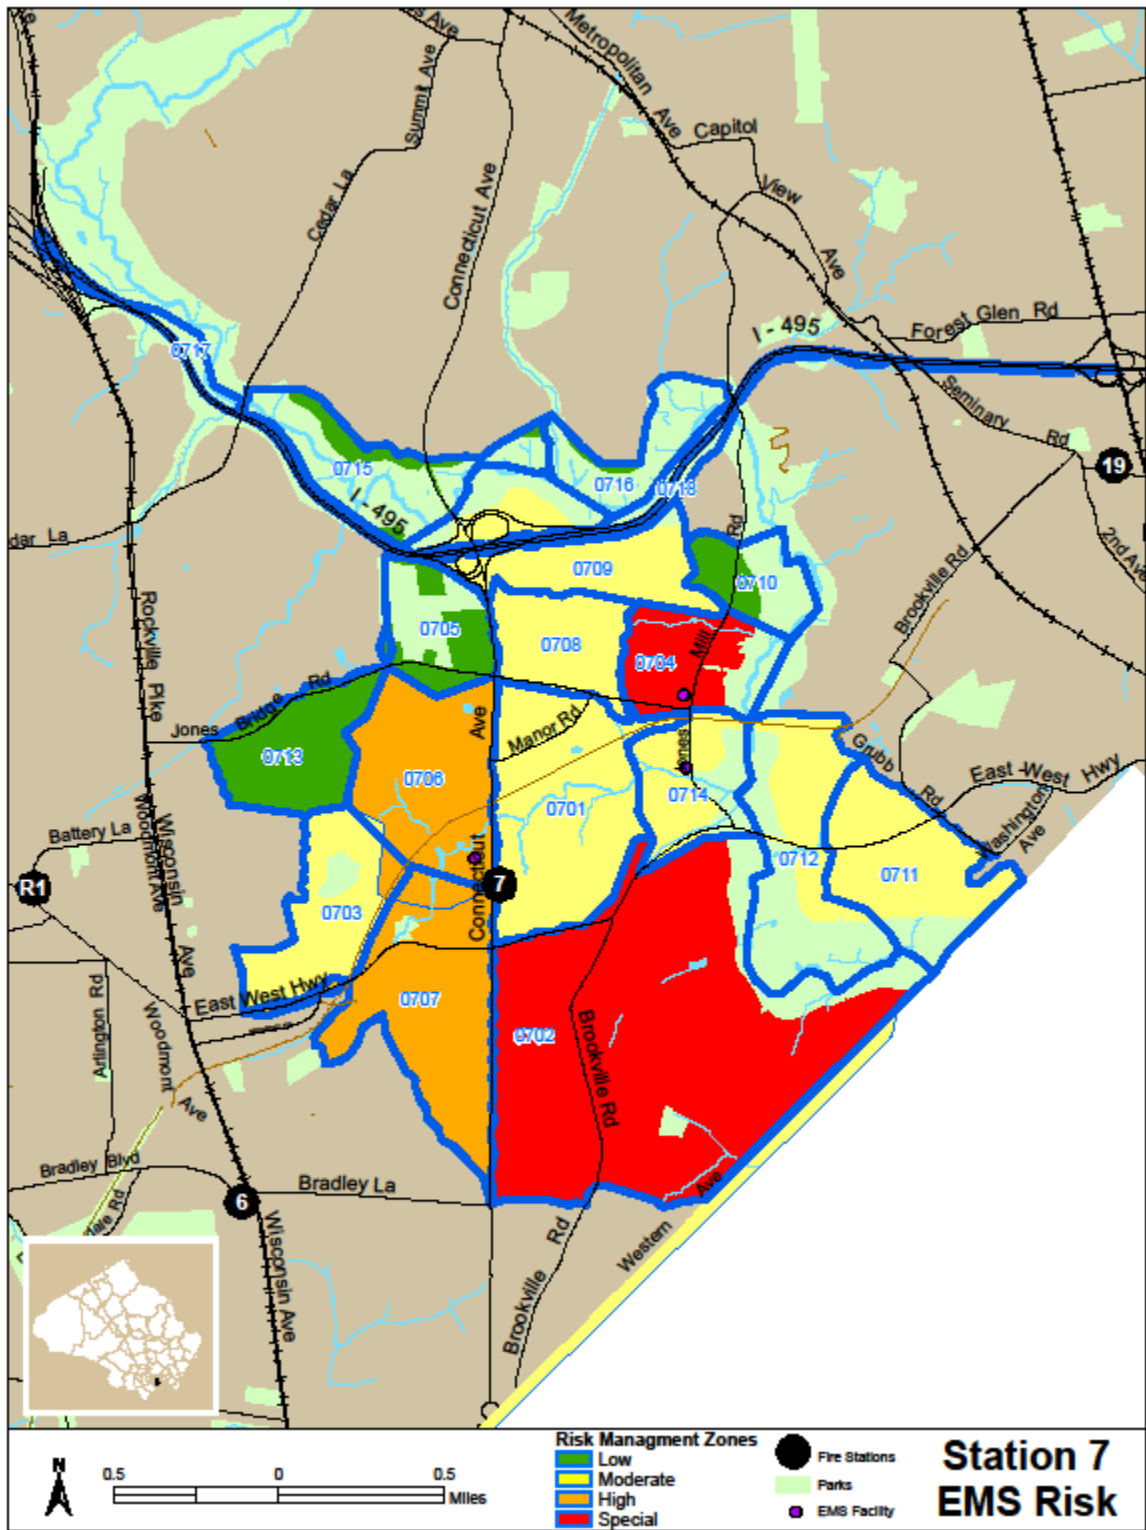 Metropolitan
Ave
Summit Ave
Capitol
View
Ave
Cedar La
Connecticut Ave
Forest Glen Rd
I - 495
0717
Seminary
Rd
19
0715
0716
0718
I - 495
2nd Ave
dar La
Rd
0709
0710
Brookville Rd
Rockville Pike
0705
0708
0704
Mill
Jones
Bridge
Rd
Ave
Manor Rd
Jones
Grubb
Rd
East -West Hwy
0713
0706
0701
0714
Washington
Ave
Battery La
Woodmont Ave
Wisconsin
Ave
0712
0711
R1
7
Connecticut
0703
East West Hwy
0707
0702
Arlington Rd
Woodmont
Ave
Brookville Rd
Bradley Blvd
6
Bradley La
Ave
Western
Wisconsin Ave
Brookville
Rd
N
0.5
0
0.5
Miles
Risk Managment Zones
Low
Moderate
High
Special
Fire Stations
Parks
EMS Facility
Station 7
EMS Risk